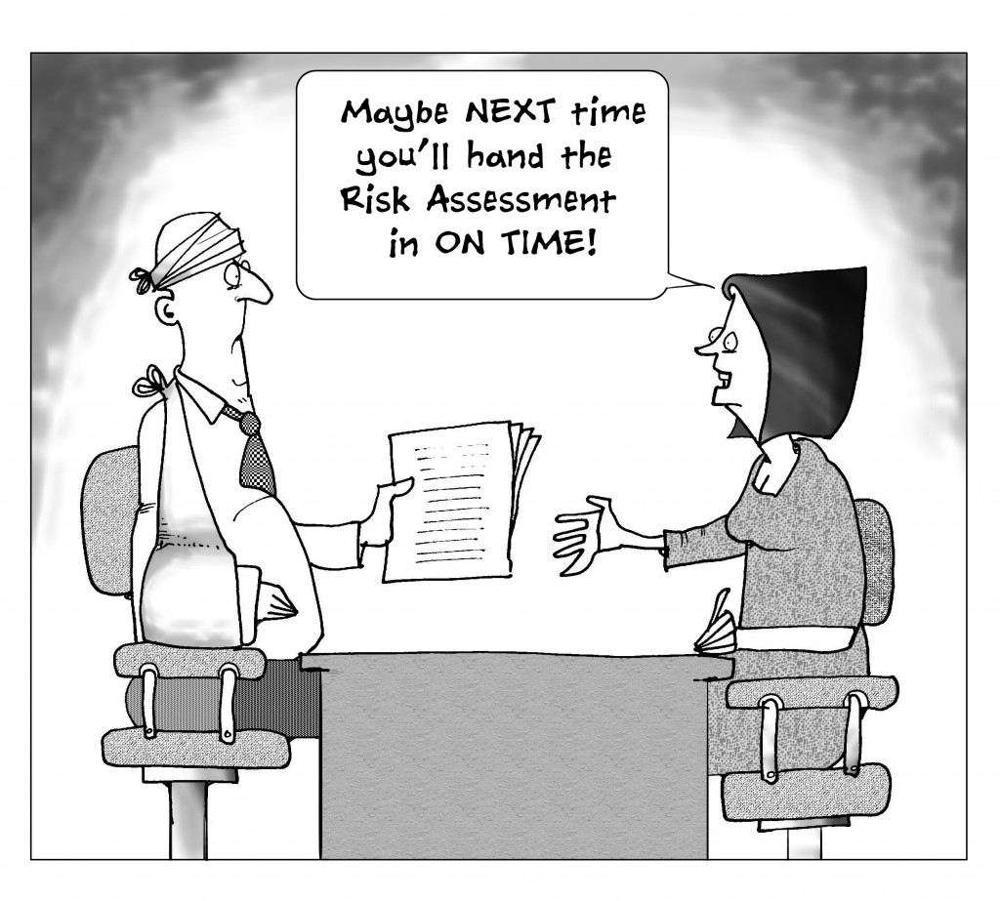 Maybe NEXT time
you'll hand the
Risk Assessment
in ON TIME!